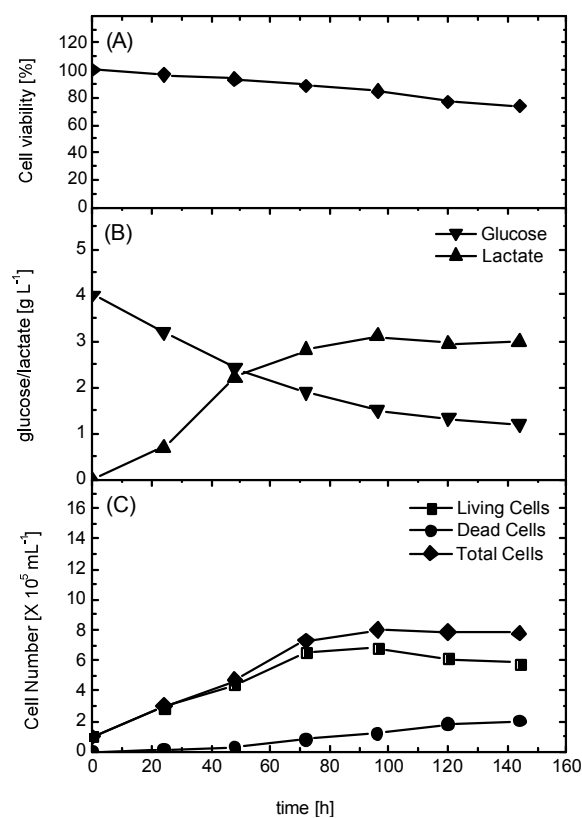 (A)
Cell viability [%]
120
100
80
60
40
20
0
(B)
Glucose
Lactate
glucose/lactate [g L-1]
5
4
3
2
1
0
(C)
Living Cells
Dead Cells
Total Cells
Cell Number [X 10⁵ mL-1]
16
14
12
10
8
6
4
2
0
0 20 40 60 80 100 120 140 160
time [h]